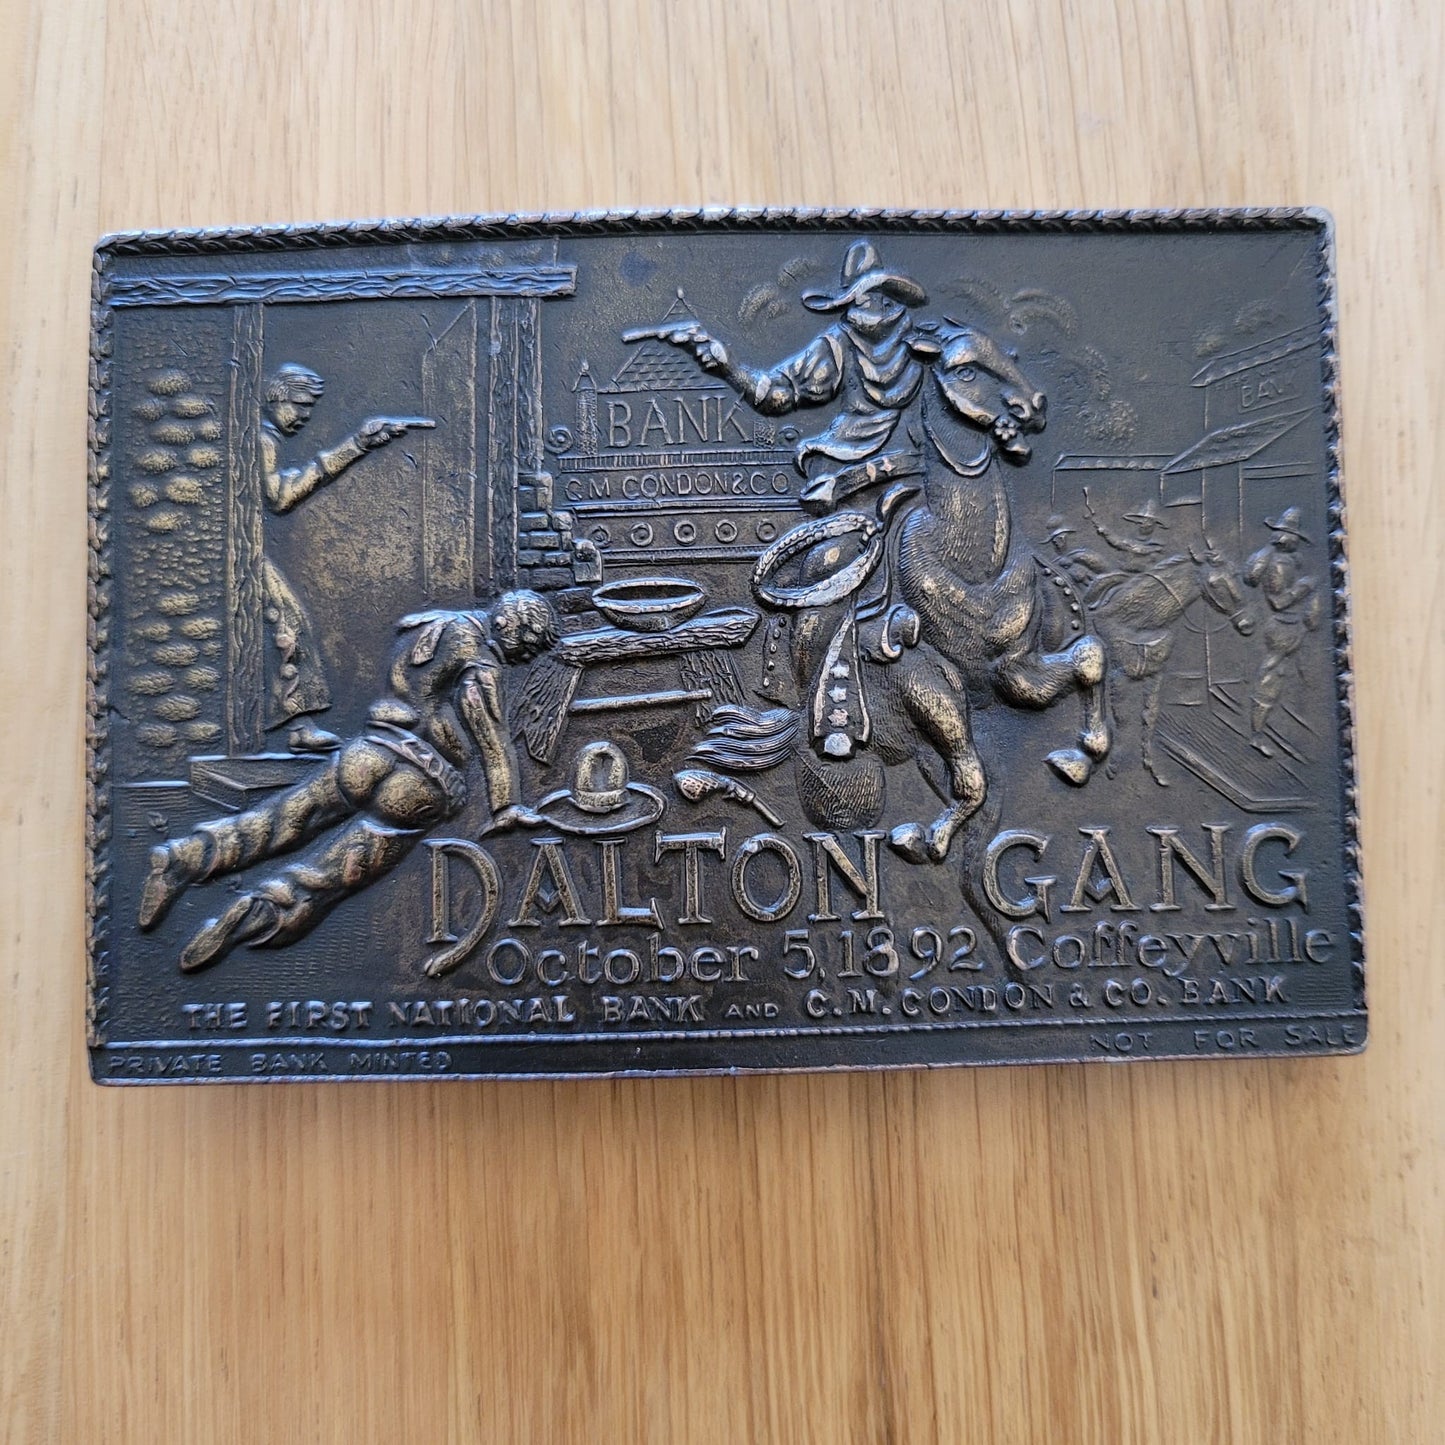 BANK
C M CONDON & CO
DALTON GANG
October 5, 1892 Coffeyville
THE FIRST NATIONAL BANK AND C. M. CONDON & CO. BANK
PRIVATE BANK MINTED
NOT FOR SALE